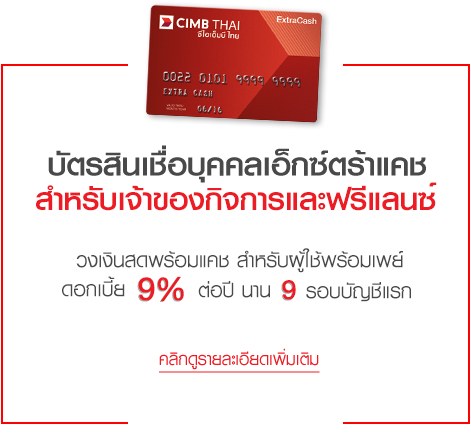 CIMB THAI
ซีไอเอ็มบี ไทย
ExtraCash
0022 0101 9999 9999
EXTRA CASH
06/16
บัตรสินเชื่อบุคคลเอ็กซ์ตร้าแคช
สำหรับเจ้าของกิจการและฟรีแลนซ์
วงเงินสดพร้อมแคช สำหรับผู้ใช้พร้อมเพย์
ดอกเบี้ย 9% ต่อปี นาน 9 รอบบัญชีแรก
คลิกดูรายละเอียดเพิ่มเติม